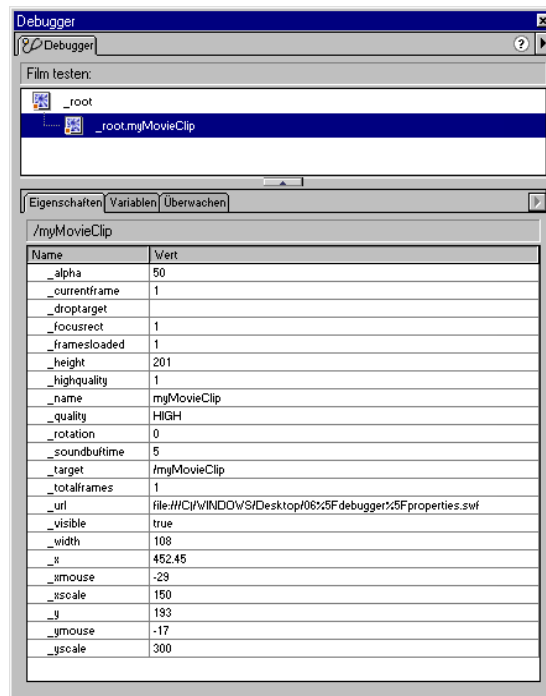 Debugger
Debugger
Film testen:
_root
_root.myMovieClip
Eigenschaften Variablen Überwachen
/myMovieClip
Name Wert
_alpha 50
_currentframe 1
_droptarget
_focusrect 1
_framesloaded 1
_height 201
_highquality 1
_name myMovieClip
_quality HIGH
_rotation 0
_soundbuftime 5
_target /myMovieClip
_totalframes 1
_url file:///C|/WINDOWS/Desktop/06%5Fdebugger%5Fproperties.swf
_visible true
_width 108
_x 452.45
_xmouse -29
_xscale 150
_y 193
_ymouse -17
_yscale 300